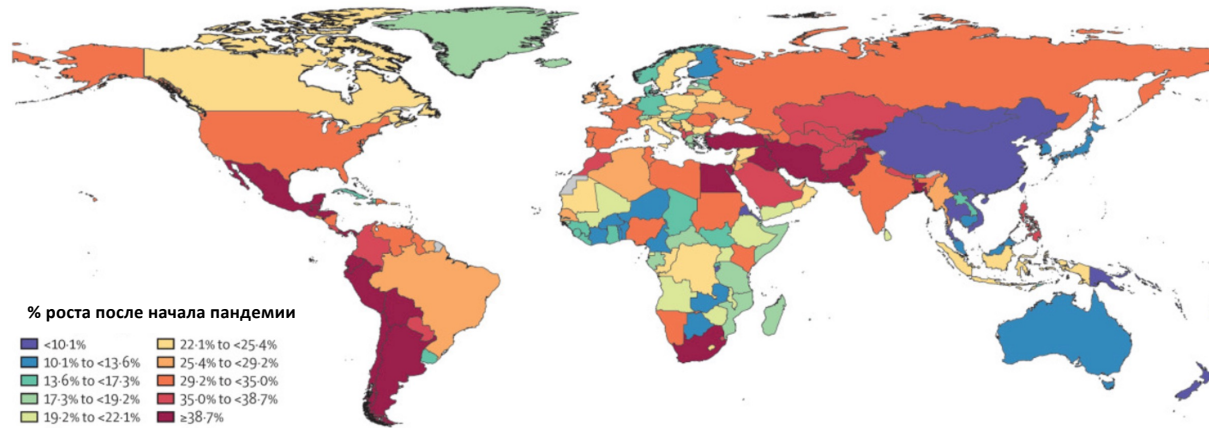 % роста после начала пандемии
<10·1%
10·1% to <13·6%
13·6% to <17·3%
17·3% to <19·2%
19·2% to <22·1%
22·1% to <25·4%
25·4% to <29·2%
29·2% to <35·0%
35·0% to <38·7%
≥38·7%